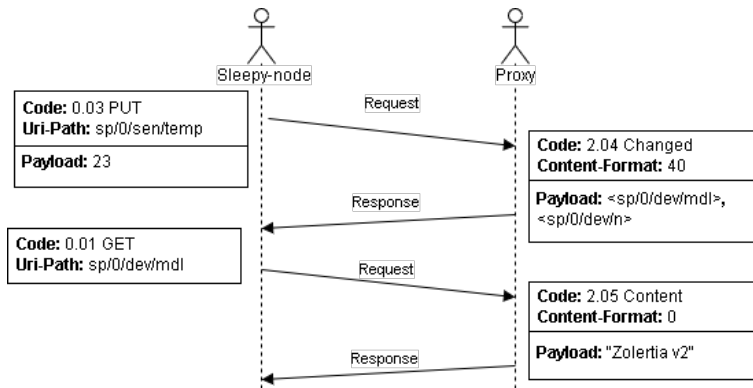 Sleepy-node
Proxy
Code: 0.03 PUT
Uri-Path: sp/0/sen/temp
Payload: 23
Request
Code: 2.04 Changed
Content-Format: 40
Payload: <sp/0/dev/mdl>,
<sp/0/dev/n>
Response
Code: 0.01 GET
Uri-Path: sp/0/dev/mdl
Request
Code: 2.05 Content
Content-Format: 0
Payload: "Zolertia v2"
Response